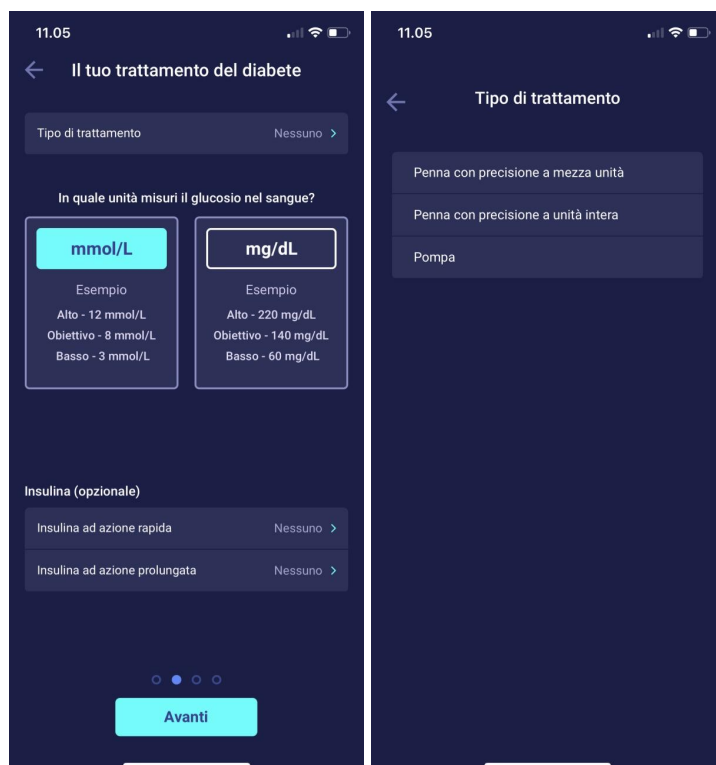 11.05
Il tuo trattamento del diabete
Tipo di trattamento Nessuno
In quale unità misuri il glucosio nel sangue?
mmol/L
Esempio
Alto - 12 mmol/L
Obiettivo - 8 mmol/L
Basso - 3 mmol/L
mg/dL
Esempio
Alto - 220 mg/dL
Obiettivo - 140 mg/dL
Basso - 60 mg/dL
Insulina (opzionale)
Insulina ad azione rapida Nessuno
Insulina ad azione prolungata Nessuno
Avanti
11.05
Tipo di trattamento
Penna con precisione a mezza unità
Penna con precisione a unità intera
Pompa